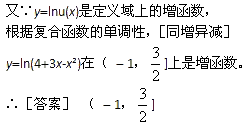 又∵y=lnu(x)是定义域上的增函数，
根据复合函数的单调性，[同增异减]
y=ln(4+3x-x²)在（﹣1，3/2]上是增函数。
∴［答案］（﹣1，3/2]